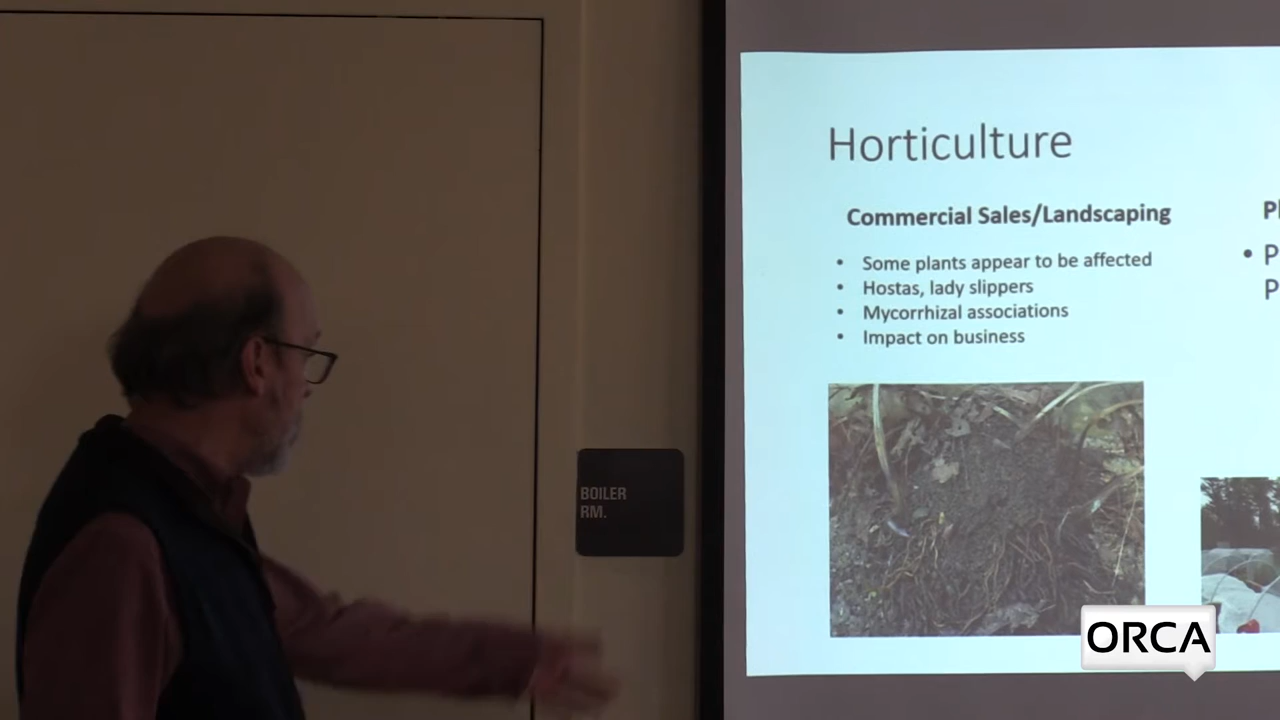 Horticulture
Commercial Sales/Landscaping
• Some plants appear to be affected
• Hostas, lady slippers
• Mycorrhizal associations
• Impact on business
BOILER
RM.
ORCA